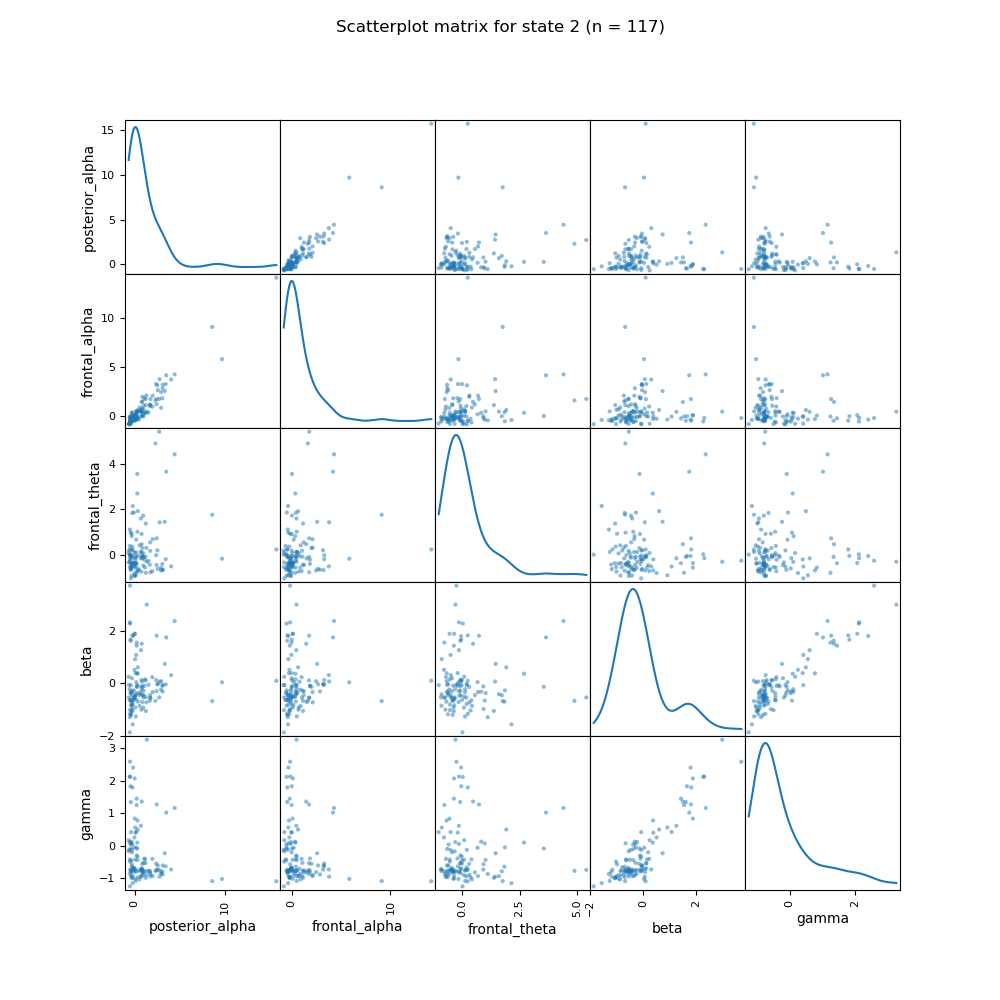 Scatterplot matrix for state 2 (n = 117)
posterior_alpha
15
10
5
0
frontal_alpha
10
5
0
frontal_theta
4
2
0
beta
2
0
−2
gamma
3
2
1
0
−1
0
10
0
10
0.0
2.5
5.0
−2
0
2
0
2
posterior_alpha
frontal_alpha
frontal_theta
beta
gamma